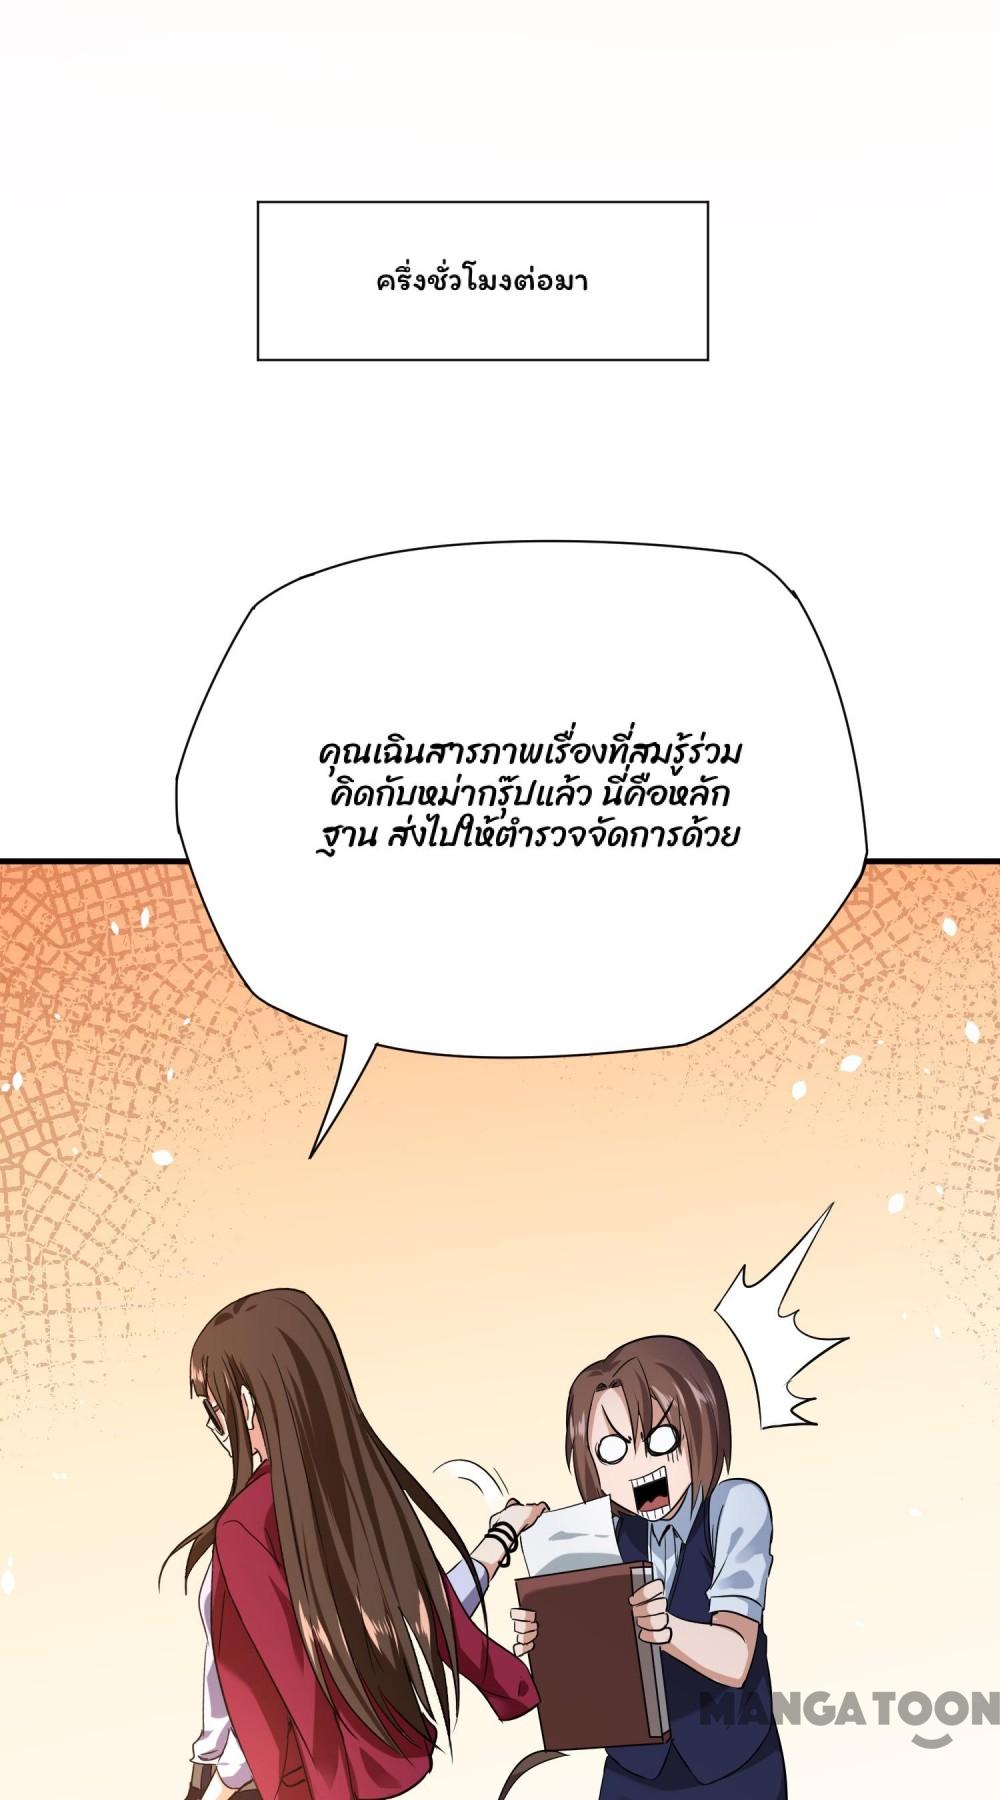 ครึ่งชั่วโมงต่อมา
คุณเฉินสารภาพเรื่องที่สมรู้ร่วม
คิดกับหม่ากรุ๊ปแล้ว นี่คือหลัก
ฐาน ส่งไปให้ตำรวจจัดการด้วย
MANGATOON